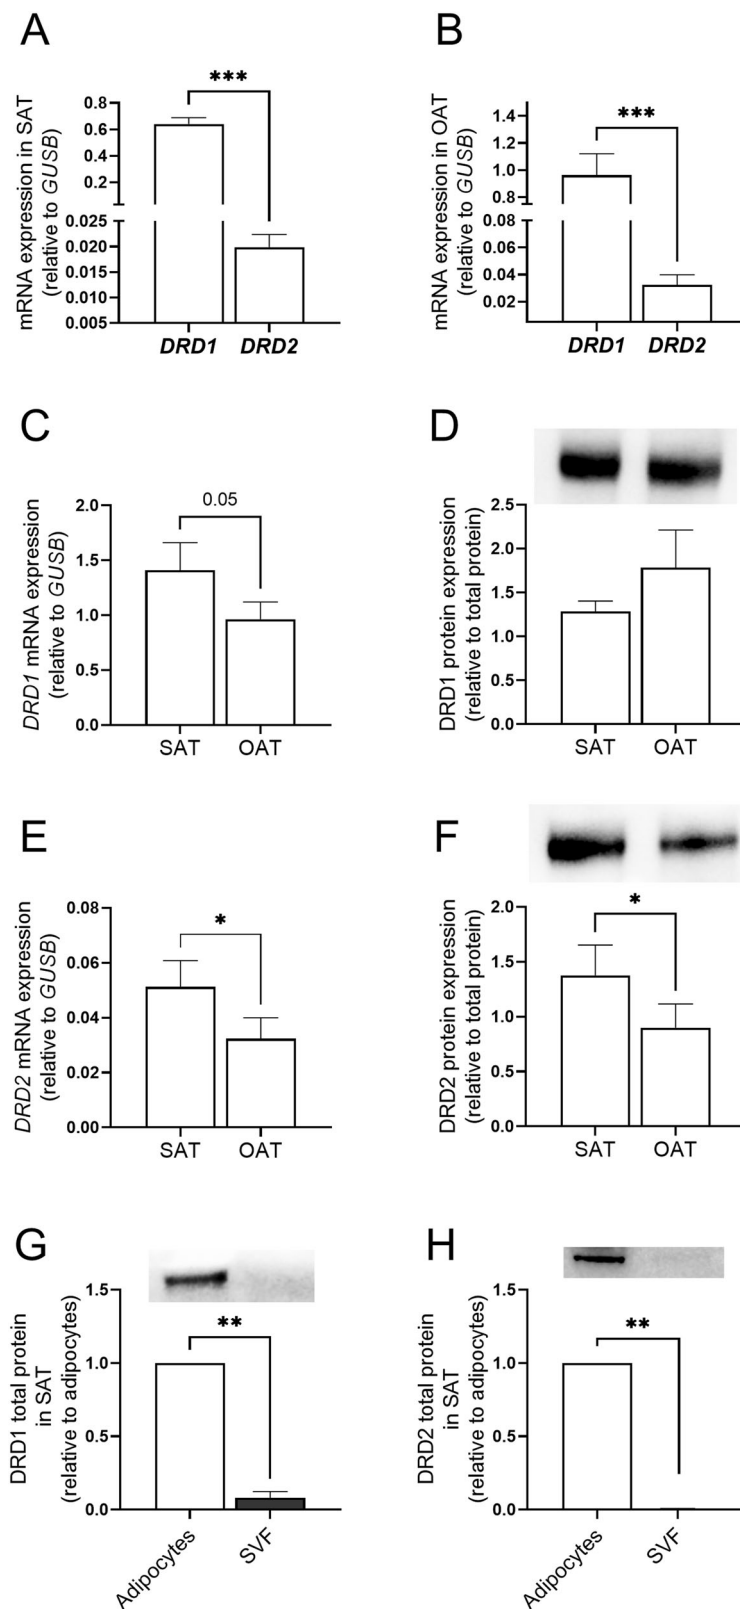 A
mRNA expression in SAT
(relative to GUSB)
0.8
0.6
0.4
0.2
0.025
0.020
0.015
0.010
0.005
***
DRD1 DRD2
B
mRNA expression in OAT
(relative to GUSB)
1.4
1.2
1.0
0.8
0.08
0.06
0.04
0.02
***
DRD1 DRD2
C
DRD1 mRNA expression
(relative to GUSB)
2.0
1.5
1.0
0.5
0.0
0.05
SAT OAT
D
DRD1 protein expression
(relative to total protein)
2.5
2.0
1.5
1.0
0.5
0.0
SAT OAT
E
DRD2 mRNA expression
(relative to GUSB)
0.08
0.06
0.04
0.02
0.00
*
SAT OAT
F
DRD2 protein expression
(relative to total protein)
2.0
1.5
1.0
0.5
0.0
*
SAT OAT
G
DRD1 total protein
in SAT
(relative to adipocytes)
1.5
1.0
0.5
0.0
**
Adipocytes SVF
H
DRD2 total protein
in SAT
(relative to adipocytes)
1.5
1.0
0.5
0.0
**
Adipocytes SVF